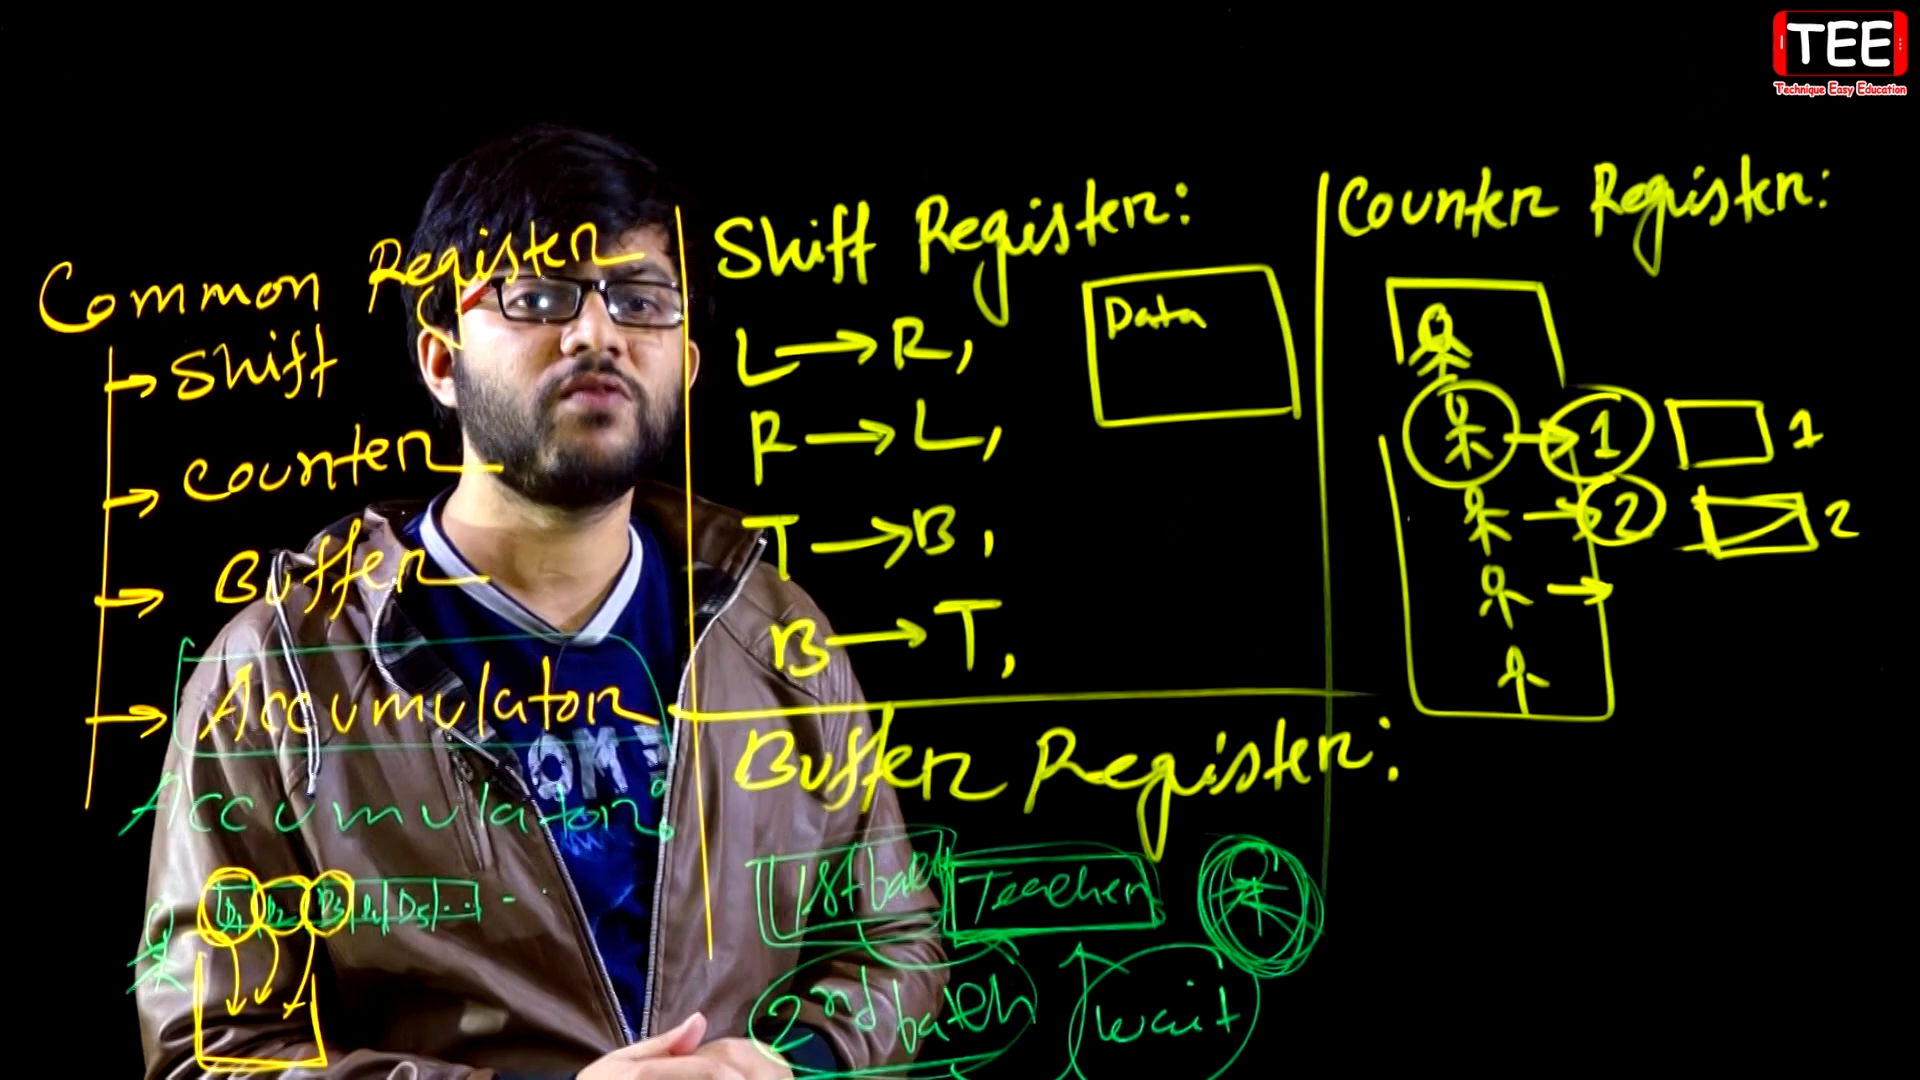 TEE
Technique Easy Education
Common Register
Shift
Counter
Buffer
Accumulator
Accumulator:
D1 D2 D3 D4 D5 ...
Shift Register:
Data
L → R,
R → L,
T → B,
B → T,
Counter Register:
1 1
2 2
Buffer Register:
1st batch Teacher
2nd batch wait